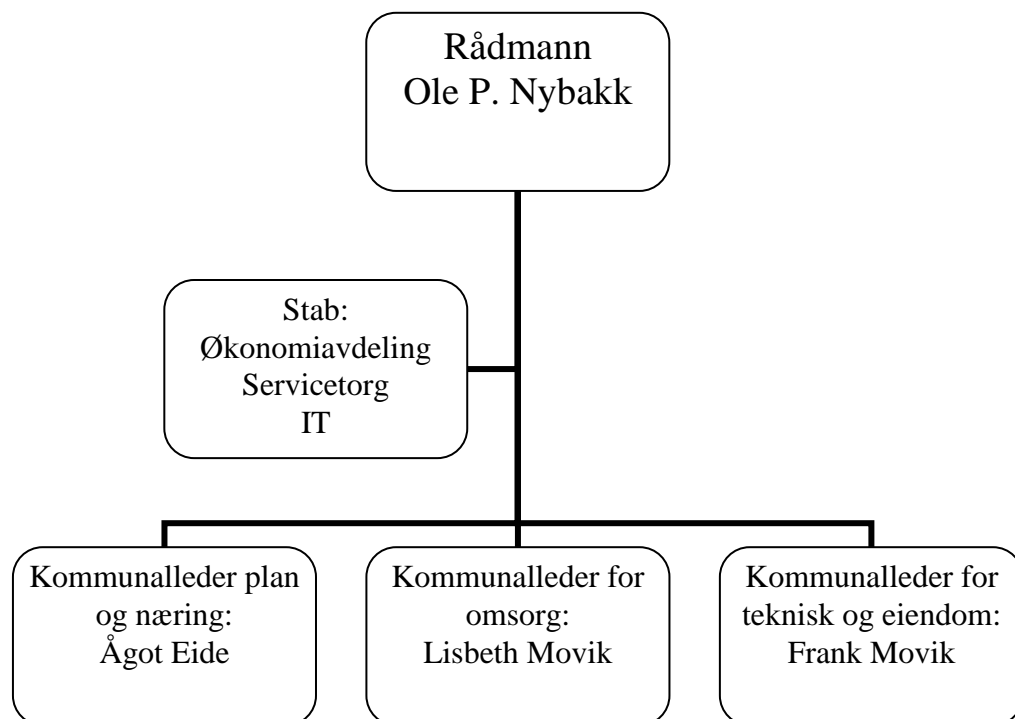 Rådmann
Ole P. Nybakk
Stab:
Økonomiavdeling
Servicetorg
IT
Kommunalleder plan
og næring:
Ågot Eide
Kommunalleder for
omsorg:
Lisbeth Movik
Kommunalleder for
teknisk og eiendom:
Frank Movik